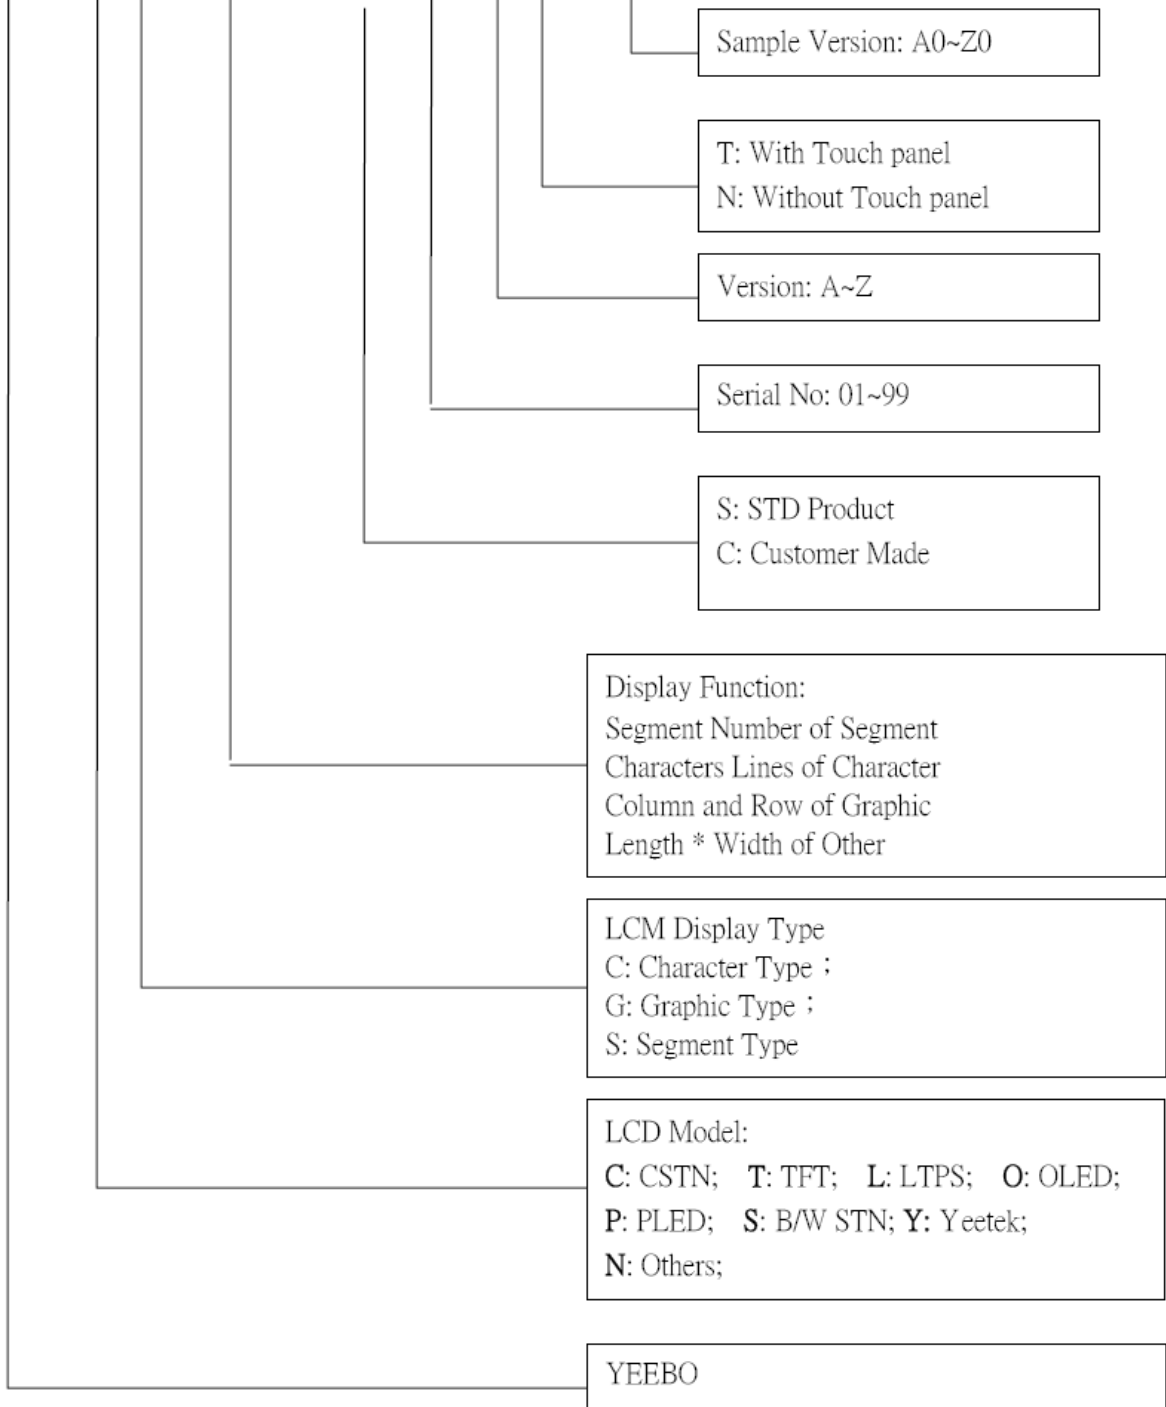 Sample Version: A0~Z0
T: With Touch panel
N: Without Touch panel
Version: A~Z
Serial No: 01~99
S: STD Product
C: Customer Made
Display Function:
Segment Number of Segment
Characters Lines of Character
Column and Row of Graphic
Length * Width of Other
LCM Display Type
C: Character Type；
G: Graphic Type；
S: Segment Type
LCD Model:
C: CSTN; T: TFT; L: LTPS; O: OLED;
P: PLED; S: B/W STN; Y: Yeetek;
N: Others;
YEEBO